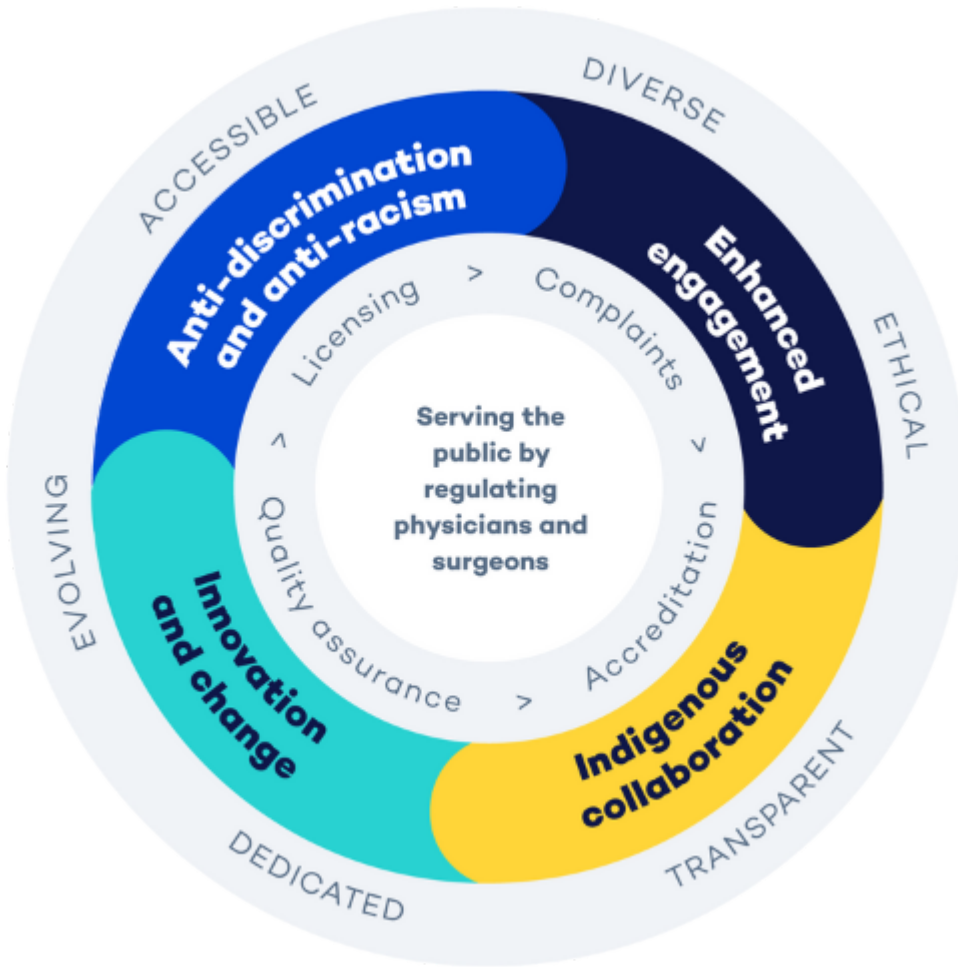 ACCESSIBLE
DIVERSE
ETHICAL
TRANSPARENT
DEDICATED
EVOLVING
Anti-discrimination
and anti-racism
Enhanced
engagement
Indigenous
collaboration
Innovation
and change
Licensing
>
Complaints
>
Accreditation
>
Quality assurance
>
Serving the
public by
regulating
physicians and
surgeons